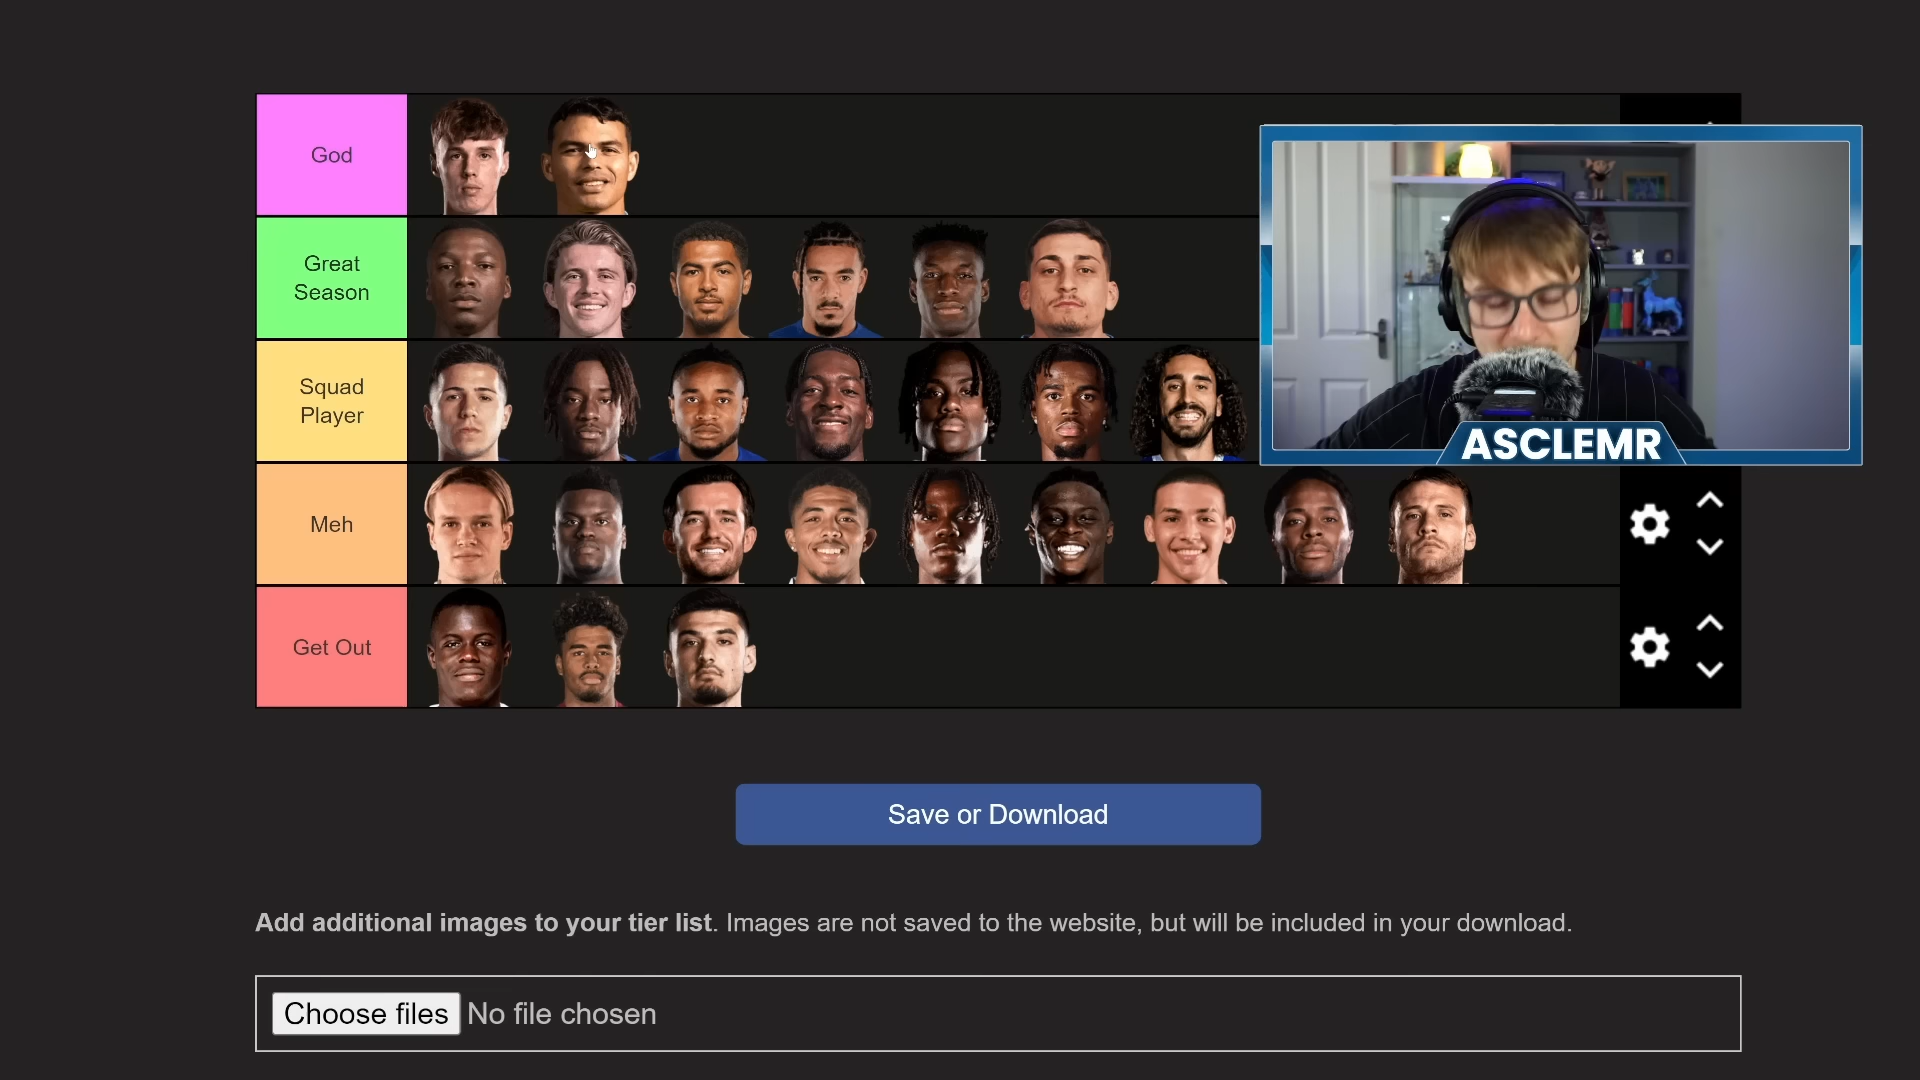 God
Great
Season
Squad
Player
ASCLEMR
Meh
Get Out
Save or Download
Add additional images to your tier list. Images are not saved to the website, but will be included in your download.
Choose files No file chosen